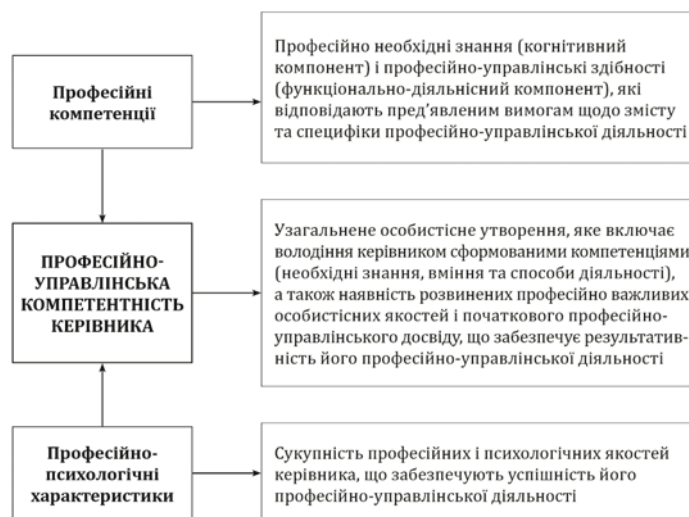 Професійні
компетенції
Професійно необхідні знання (когнітивний
компонент) і професійно-управлінські здібності
(функціонально-діяльнісний компонент), які
відповідають пред’явленим вимогам щодо змісту
та специфіки професійно-управлінської діяльності
ПРОФЕСІЙНО-
УПРАВЛІНСЬКА
КОМПЕТЕНТНІСТЬ
КЕРІВНИКА
Узагальнене особистісне утворення, яке включає
володіння керівником сформованими компетенціями
(необхідні знання, вміння та способи діяльності),
а також наявність розвинених професійно важливих
особистісних якостей і початкового професійно-
управлінського досвіду, що забезпечує результатив-
ність його професійно-управлінської діяльності
Професійно-
психологічні
характеристики
Сукупність професійних і психологічних якостей
керівника, що забезпечують успішність його
професійно-управлінської діяльності